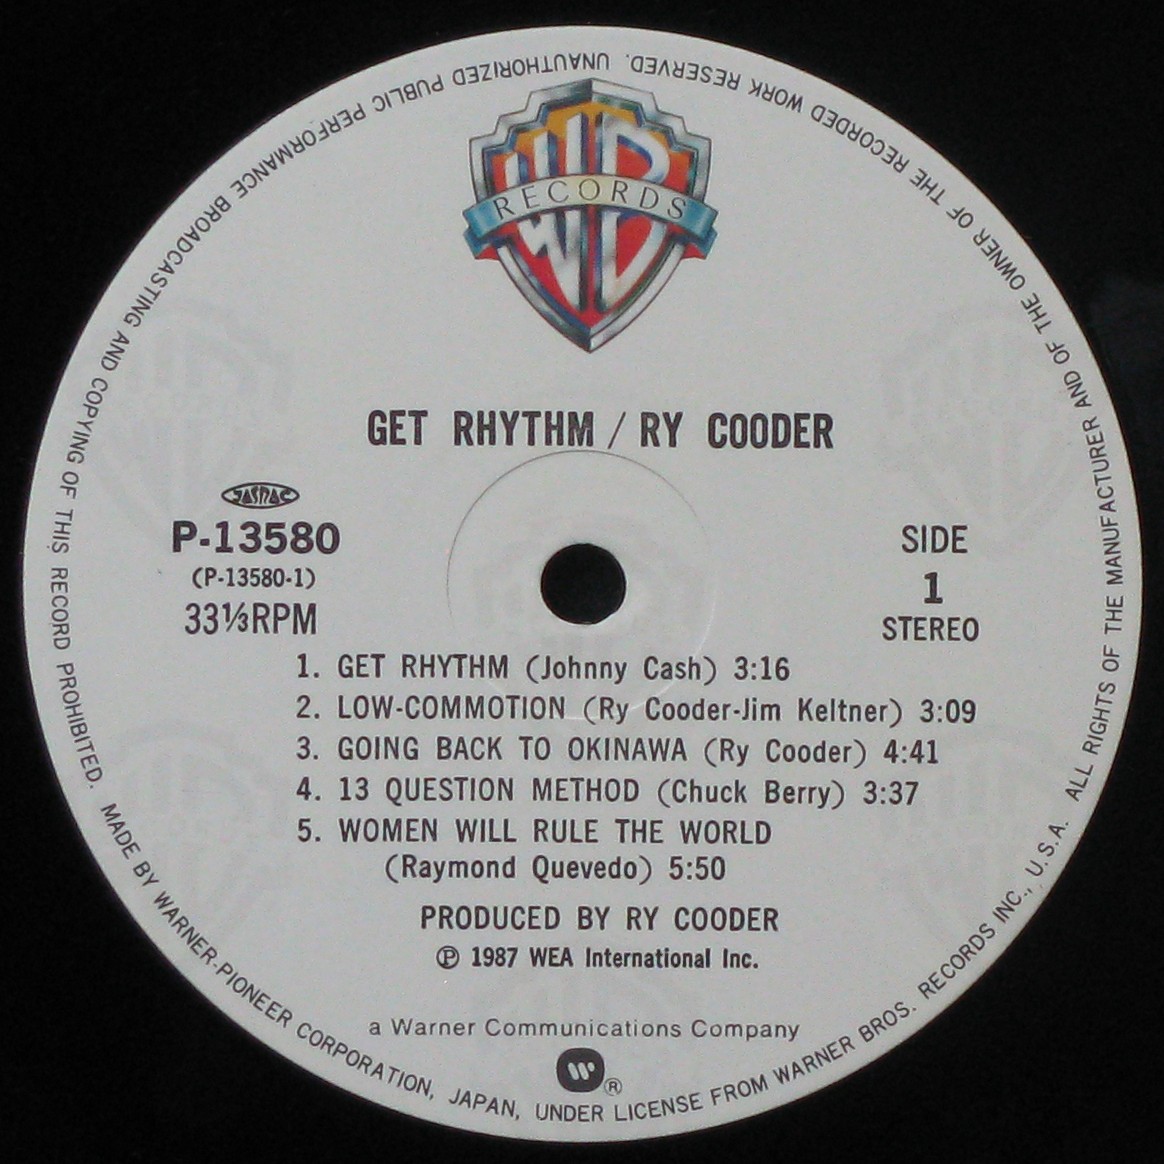 WB
RECORDS
GET RHYTHM / RY COODER
JASRAC
P-13580
(P-13580-1)
33⅓RPM
SIDE
1
STEREO
1. GET RHYTHM (Johnny Cash) 3:16
2. LOW-COMMOTION (Ry Cooder-Jim Keltner) 3:09
3. GOING BACK TO OKINAWA (Ry Cooder) 4:41
4. 13 QUESTION METHOD (Chuck Berry) 3:37
5. WOMEN WILL RULE THE WORLD
(Raymond Quevedo) 5:50
PRODUCED BY RY COODER
Ⓟ 1987 WEA International Inc.
a Warner Communications Company
W®
MADE BY WARNER-PIONEER CORPORATION, JAPAN, UNDER LICENSE FROM WARNER BROS. RECORDS INC., U.S.A. ALL RIGHTS OF THE MANUFACTURER AND OF THE OWNER OF THE RECORDED WORK RESERVED. UNAUTHORIZED PUBLIC PERFORMANCE BROADCASTING AND COPYING OF THIS RECORD PROHIBITED.